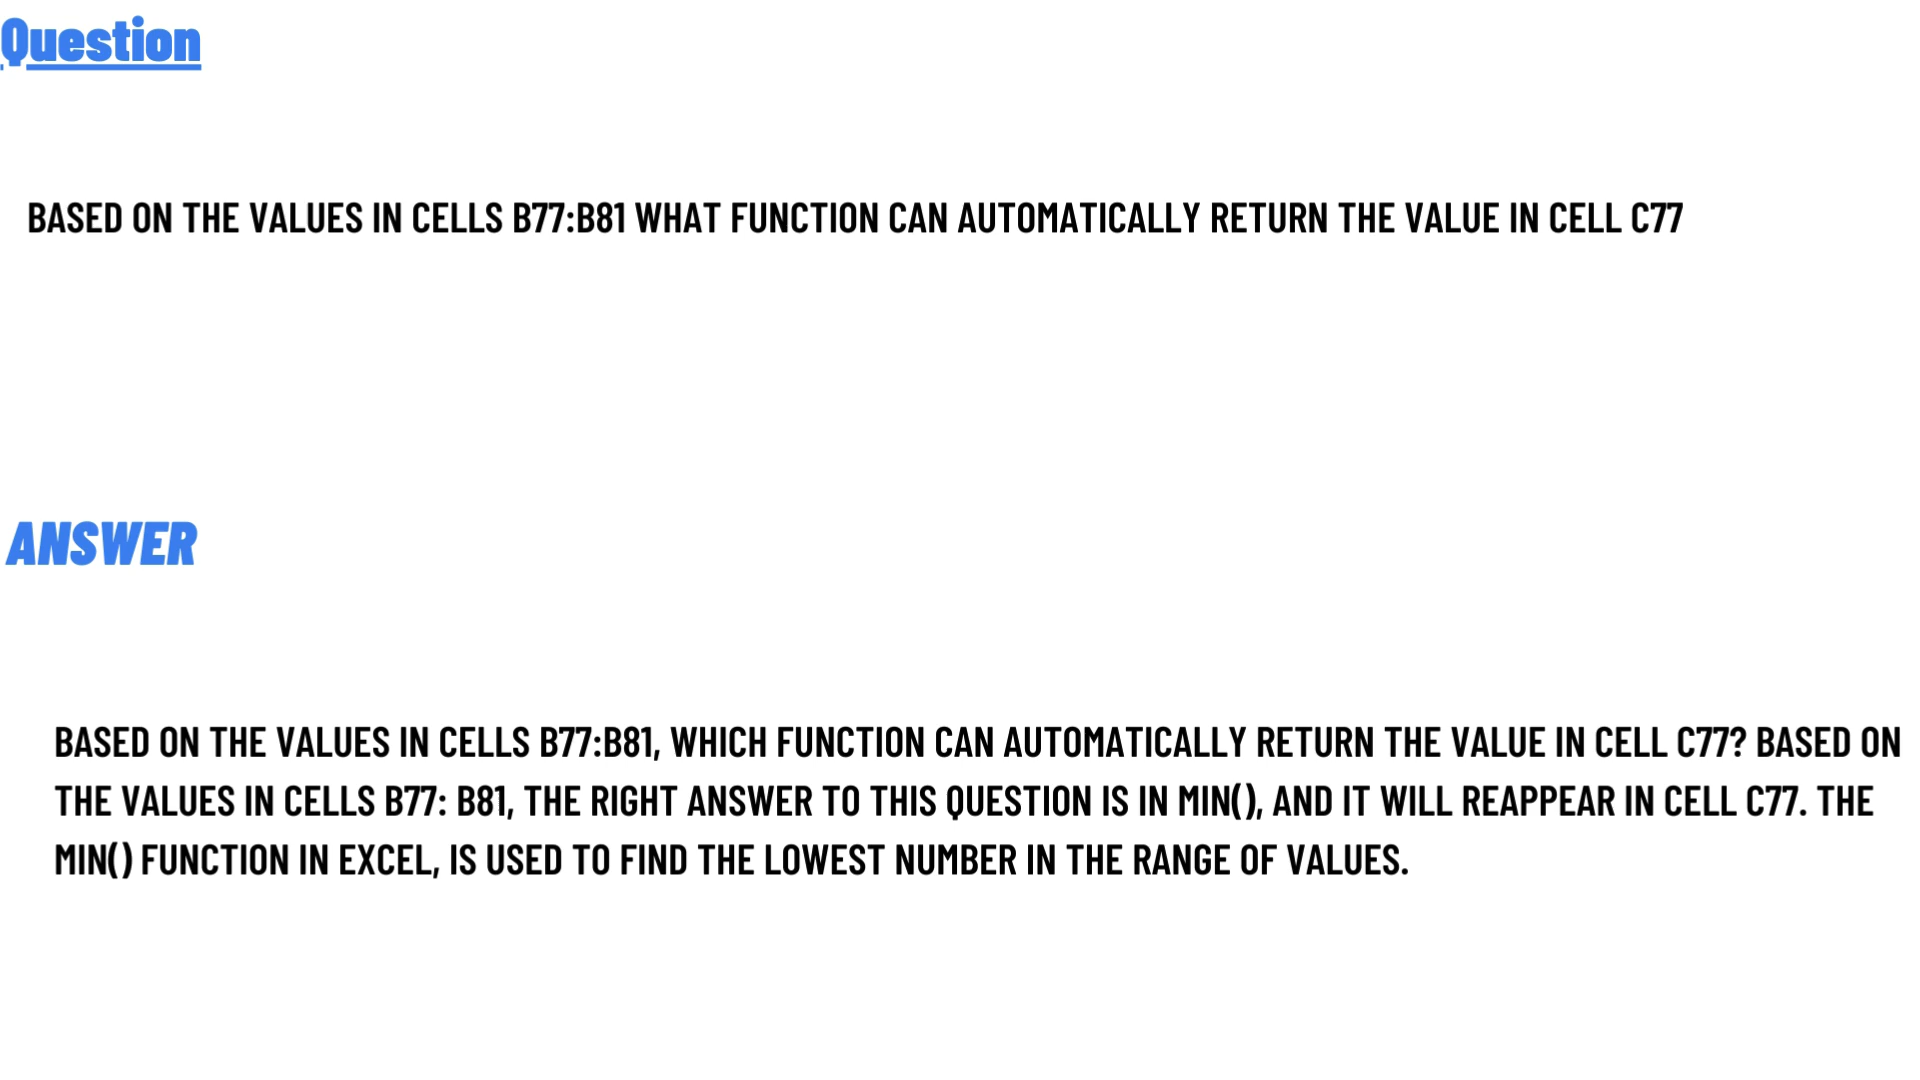 Question
BASED ON THE VALUES IN CELLS B77:B81 WHAT FUNCTION CAN AUTOMATICALLY RETURN THE VALUE IN CELL C77
ANSWER
BASED ON THE VALUES IN CELLS B77:B81, WHICH FUNCTION CAN AUTOMATICALLY RETURN THE VALUE IN CELL C77? BASED ON
THE VALUES IN CELLS B77: B81, THE RIGHT ANSWER TO THIS QUESTION IS IN MIN(), AND IT WILL REAPPEAR IN CELL C77. THE
MIN() FUNCTION IN EXCEL, IS USED TO FIND THE LOWEST NUMBER IN THE RANGE OF VALUES.